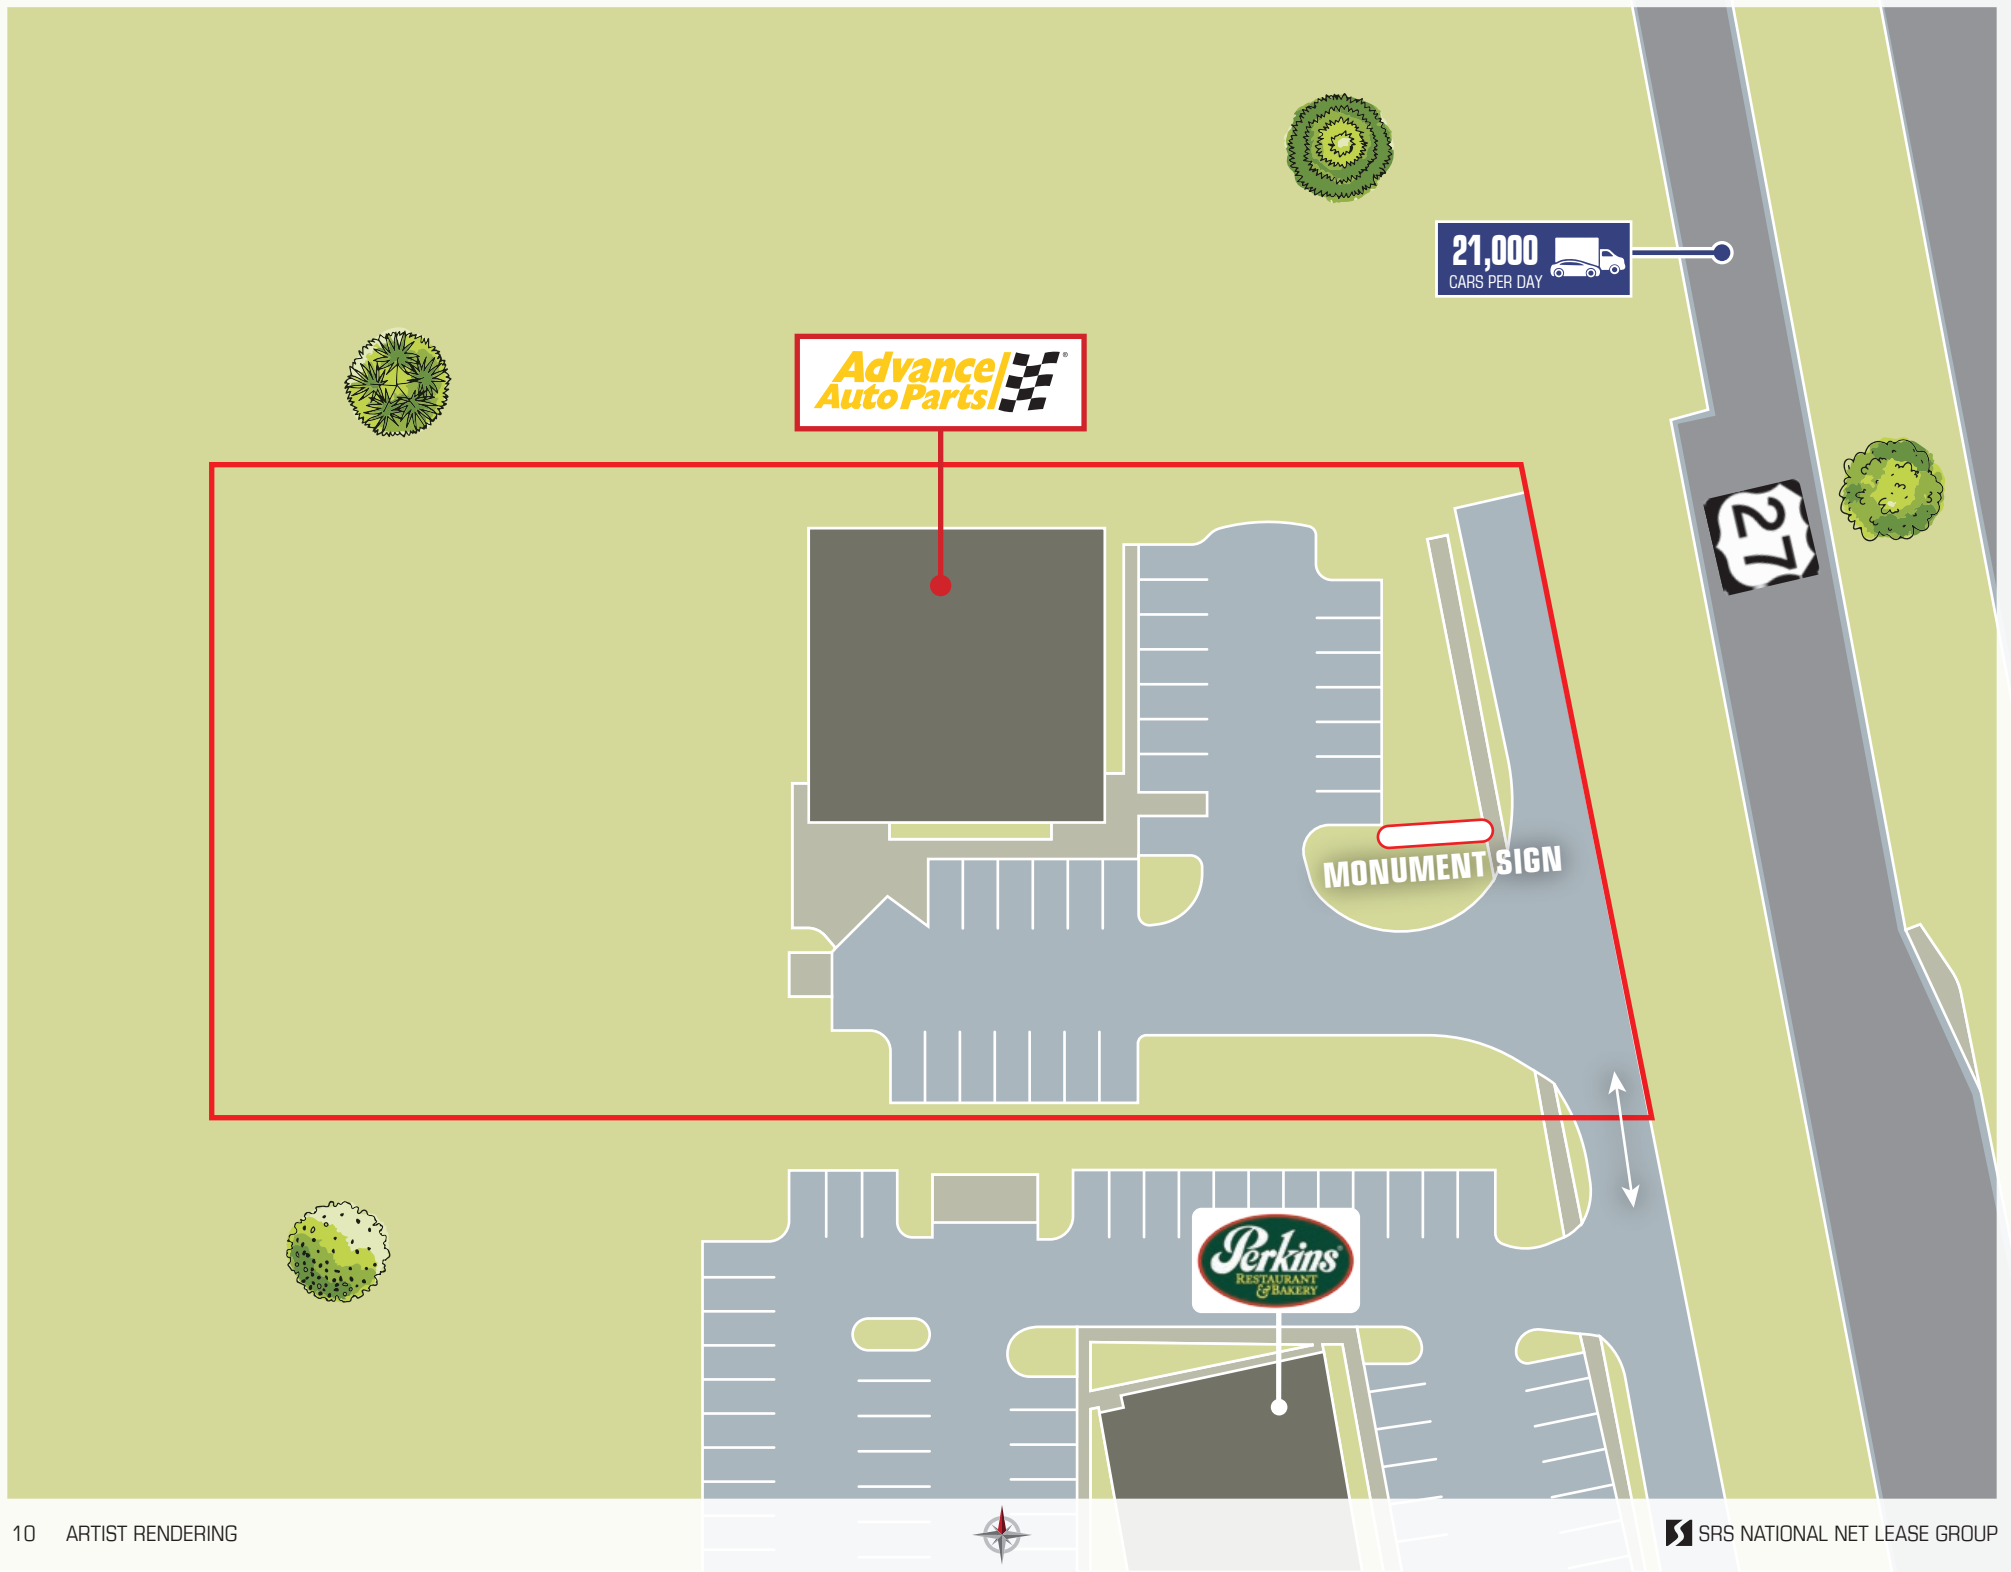 21,000
CARS PER DAY
Advance
Auto Parts
®
27
MONUMENT SIGN
Perkins
RESTAURANT
& BAKERY
10 ARTIST RENDERING
SRS NATIONAL NET LEASE GROUP